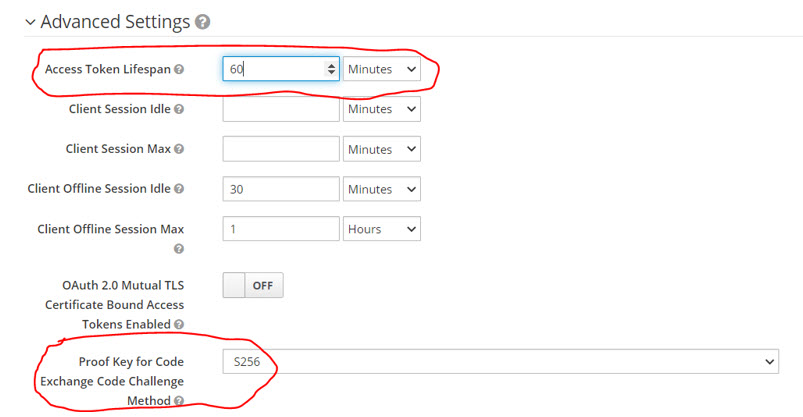 Advanced Settings
Access Token Lifespan 60 Minutes
Client Session Idle Minutes
Client Session Max Minutes
Client Offline Session Idle 30 Minutes
Client Offline Session Max 1 Hours
OAuth 2.0 Mutual TLS
Certificate Bound Access
Tokens Enabled
OFF
Proof Key for Code
Exchange Code Challenge
Method
S256